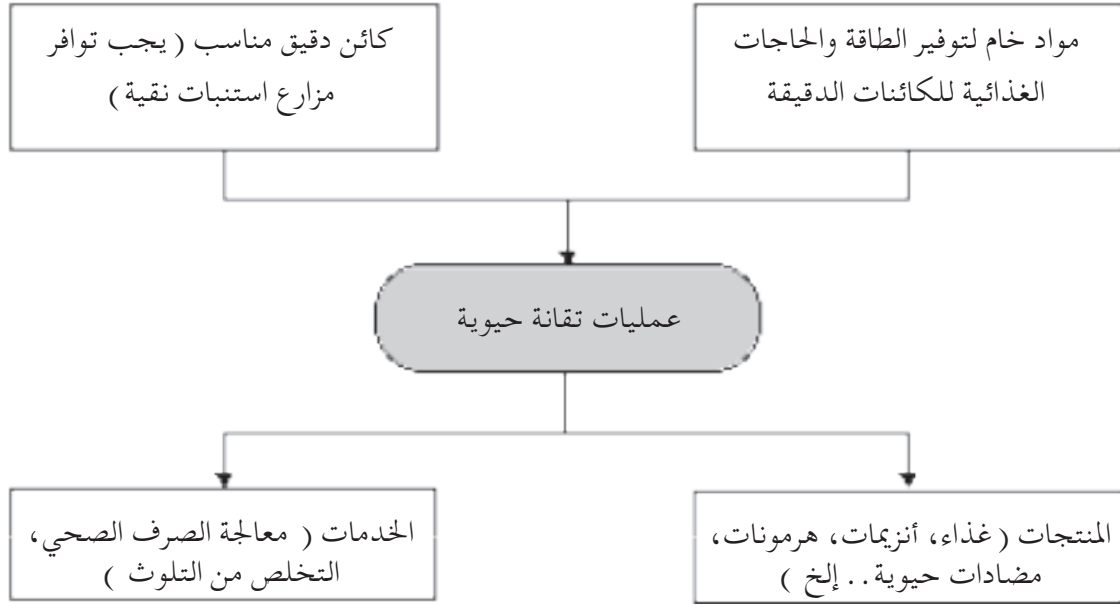 مواد خام لتوفير الطاقة والحاجات
الغذائية للكائنات الدقيقة
كائن دقيق مناسب ( يجب توافر
مزارع استنبات نقية )
عمليات تقانة حيوية
المنتجات ( غذاء، أنزيمات، هرمونات،
مضادات حيوية.. إلخ )
الخدمات ( معالجة الصرف الصحي،
التخلص من التلوث )